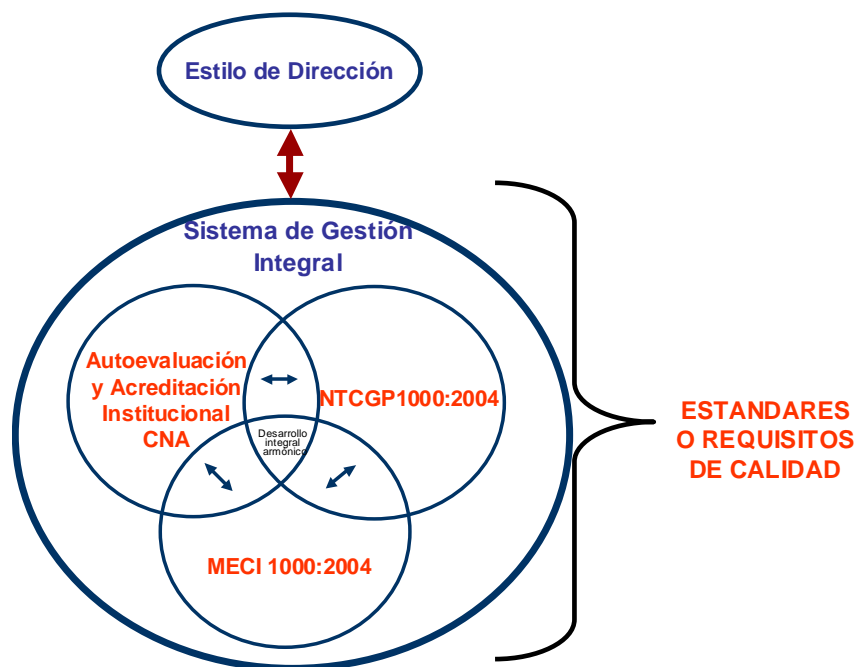 Estilo de Dirección
Sistema de Gestión
Integral
Autoevaluación
y Acreditación
Institucional
CNA
NTCGP1000:2004
Desarrollo
integral
armónico
MECI 1000:2004
ESTANDARES
O REQUISITOS
DE CALIDAD